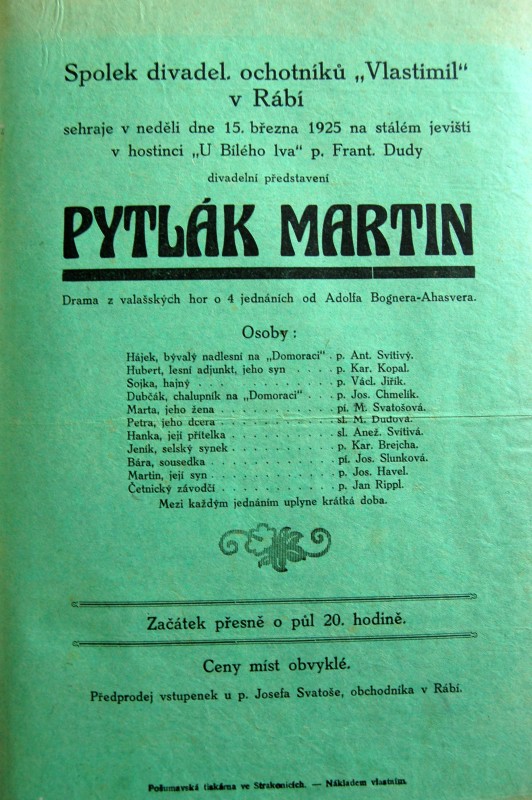 Spolek divadel. ochotníků „Vlastimil“
v Rábí
sehraje v neděli dne 15. března 1925 na stálém jevišti
v hostinci „U Bílého lva“ p. Frant. Dudy
divadelní představení
PYTLÁK MARTIN
Drama z valašských hor o 4 jednáních od Adolfa Bognera-Ahasvera.
Osoby :
Hájek, bývalý nadlesní na „Domoraci“ . p. Ant. Svítivý.
Hubert, lesní adjunkt, jeho syn . . . . p. Kar. Kopal.
Sojka, hajný . . . . . . . . . . . p. Václ. Jiřík.
Dubčák, chalupník na „Domoraci“ . . . p. Jos. Chmelík.
Marta, jeho žena . . . . . . . . . pí. M. Svatošová.
Petra, jeho dcera . . . . . . . . . sl. M. Dudová.
Hanka, její přítelka . . . . . . . . sl. Anež. Svítivá.
Jeník, selský synek . . . . . . . . p. Kar. Brejcha.
Bára, sousedka . . . . . . . . . . pí. Jos. Slunková.
Martin, její syn . . . . . . . . . . p. Jos. Havel.
Četnický závodčí . . . . . . . . . p. Jan Rippl.
Mezi každým jednáním uplyne krátká doba.
Začátek přesně o půl 20. hodině.
Ceny míst obvyklé.
Předprodej vstupenek u p. Josefa Svatoše, obchodníka v Rábí.
Pošumavská tiskárna ve Strakonicích. — Nákladem vlastním.